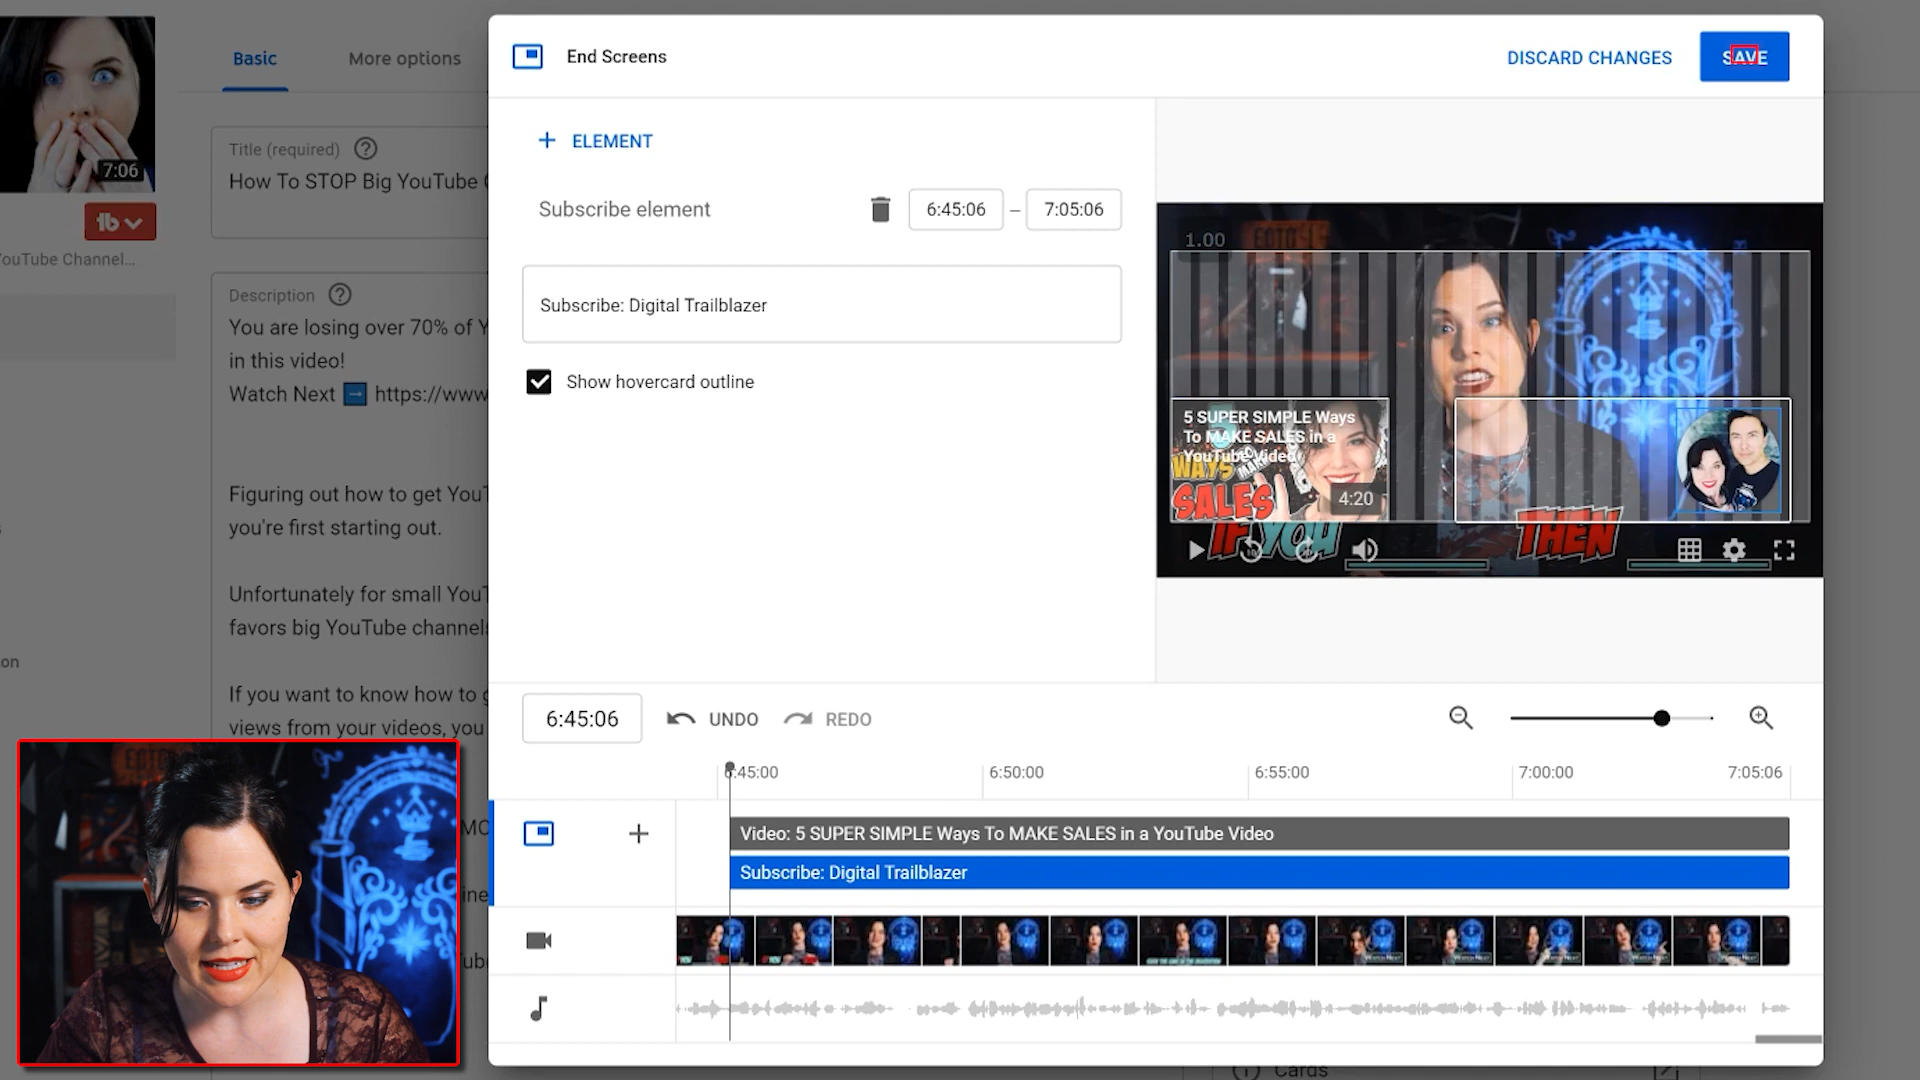 7:06
ouTube Channel...
on
Basic
More options
Title (required)
How To STOP Big YouTube
Description
You are losing over 70% of Y
in this video!
Watch Next ➡ https://www
Figuring out how to get You
you're first starting out.
Unfortunately for small You
favors big YouTube channels
If you want to know how to g
views from your videos, you
End Screens
DISCARD CHANGES
SAVE
+ ELEMENT
Subscribe element
6:45:06 – 7:05:06
Subscribe: Digital Trailblazer
Show hovercard outline
1.00
5 SUPER SIMPLE Ways
To MAKE SALES in a
YouTube Video
WAYS
SALES
4:20
IF YOU
THEN
6:45:06
UNDO
REDO
6:45:00
6:50:00
6:55:00
7:00:00
7:05:06
Video: 5 SUPER SIMPLE Ways To MAKE SALES in a YouTube Video
Subscribe: Digital Trailblazer
Cards